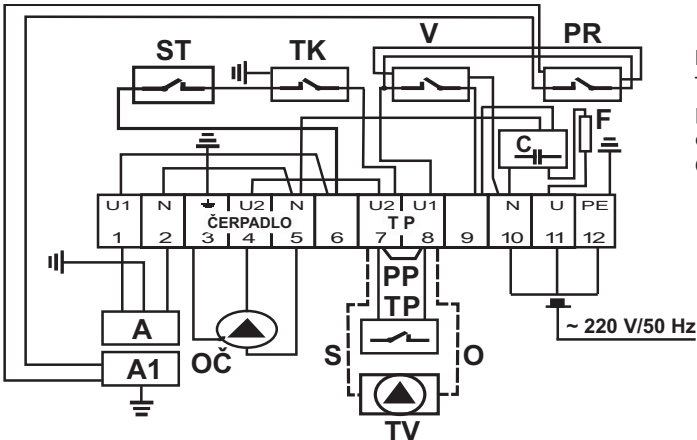 ST TK V PR
C F
U1 N U2 N U2 U1 N U PE
ČERPADLO T P
1 2 3 4 5 6 7 8 9 10 11 12
PP
A TP
~ 220 V/50 Hz
A1 OČ S O
TV